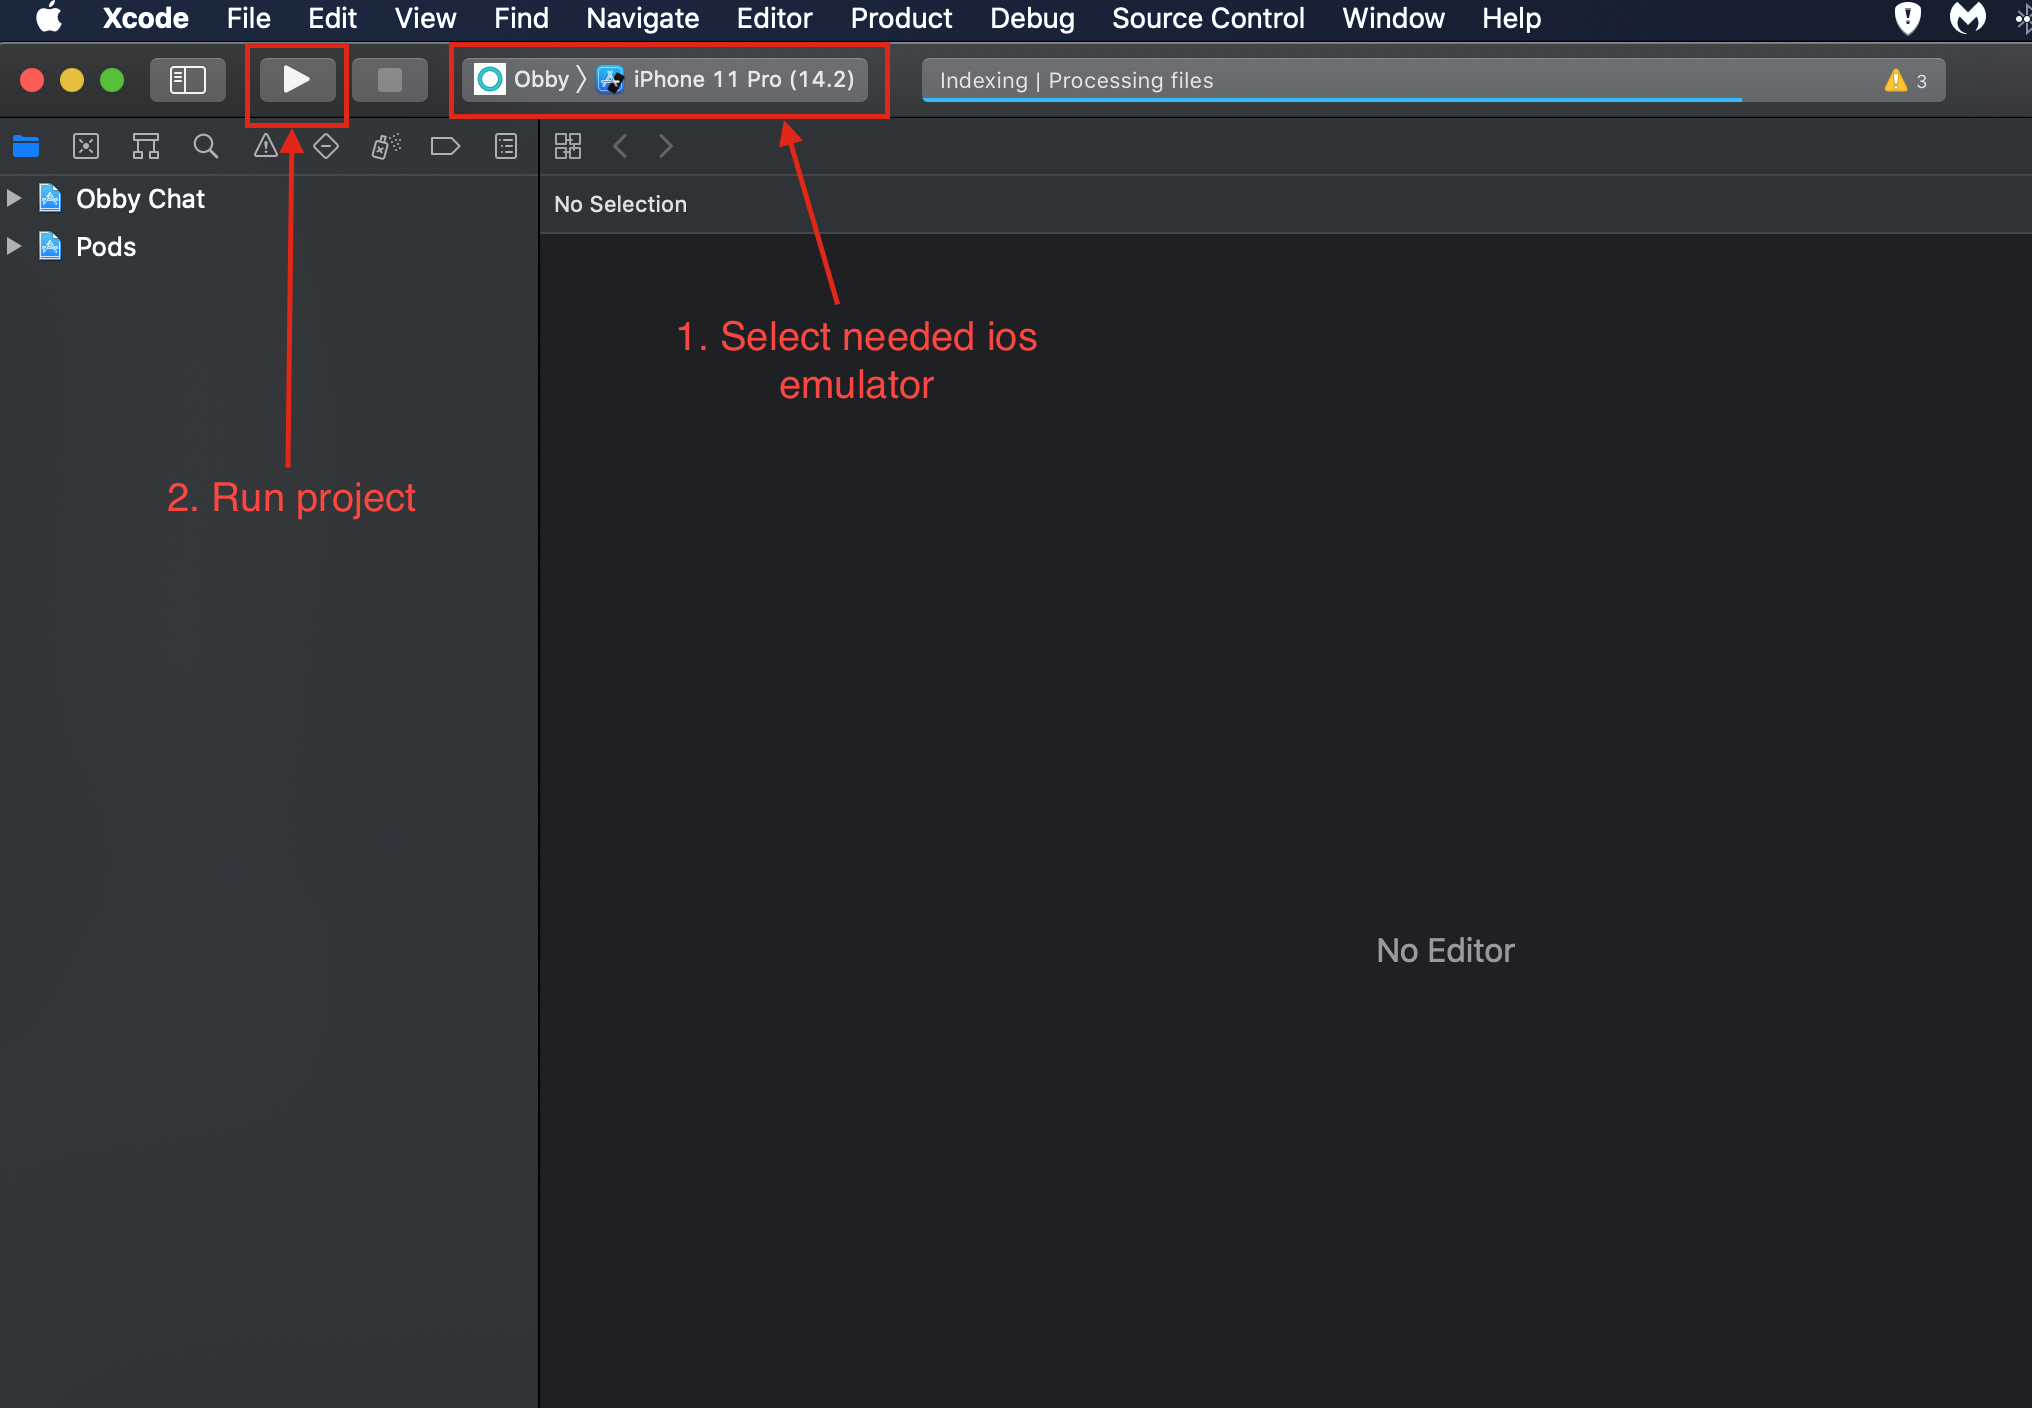 Xcode File Edit View Find Navigate Editor Product Debug Source Control Window Help
Obby 〉 iPhone 11 Pro (14.2)
Indexing | Processing files
3
Obby Chat
Pods
No Selection
1. Select needed ios
emulator
2. Run project
No Editor